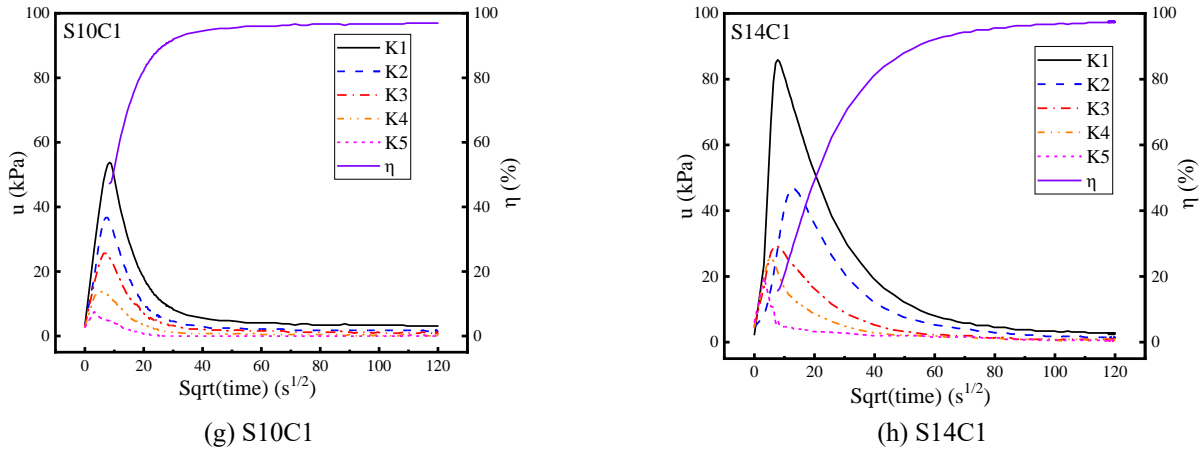 S10C1
u (kPa)
100
80
60
40
20
0
K1
K2
K3
K4
K5
η
100
80
60
40
20
0
η (%)
0 20 40 60 80 100 120
Sqrt(time) (s^{1/2})
(g) S10C1
S14C1
u (kPa)
100
80
60
40
20
0
K1
K2
K3
K4
K5
η
100
80
60
40
20
0
η (%)
0 20 40 60 80 100 120
Sqrt(time) (s^{1/2})
(h) S14C1